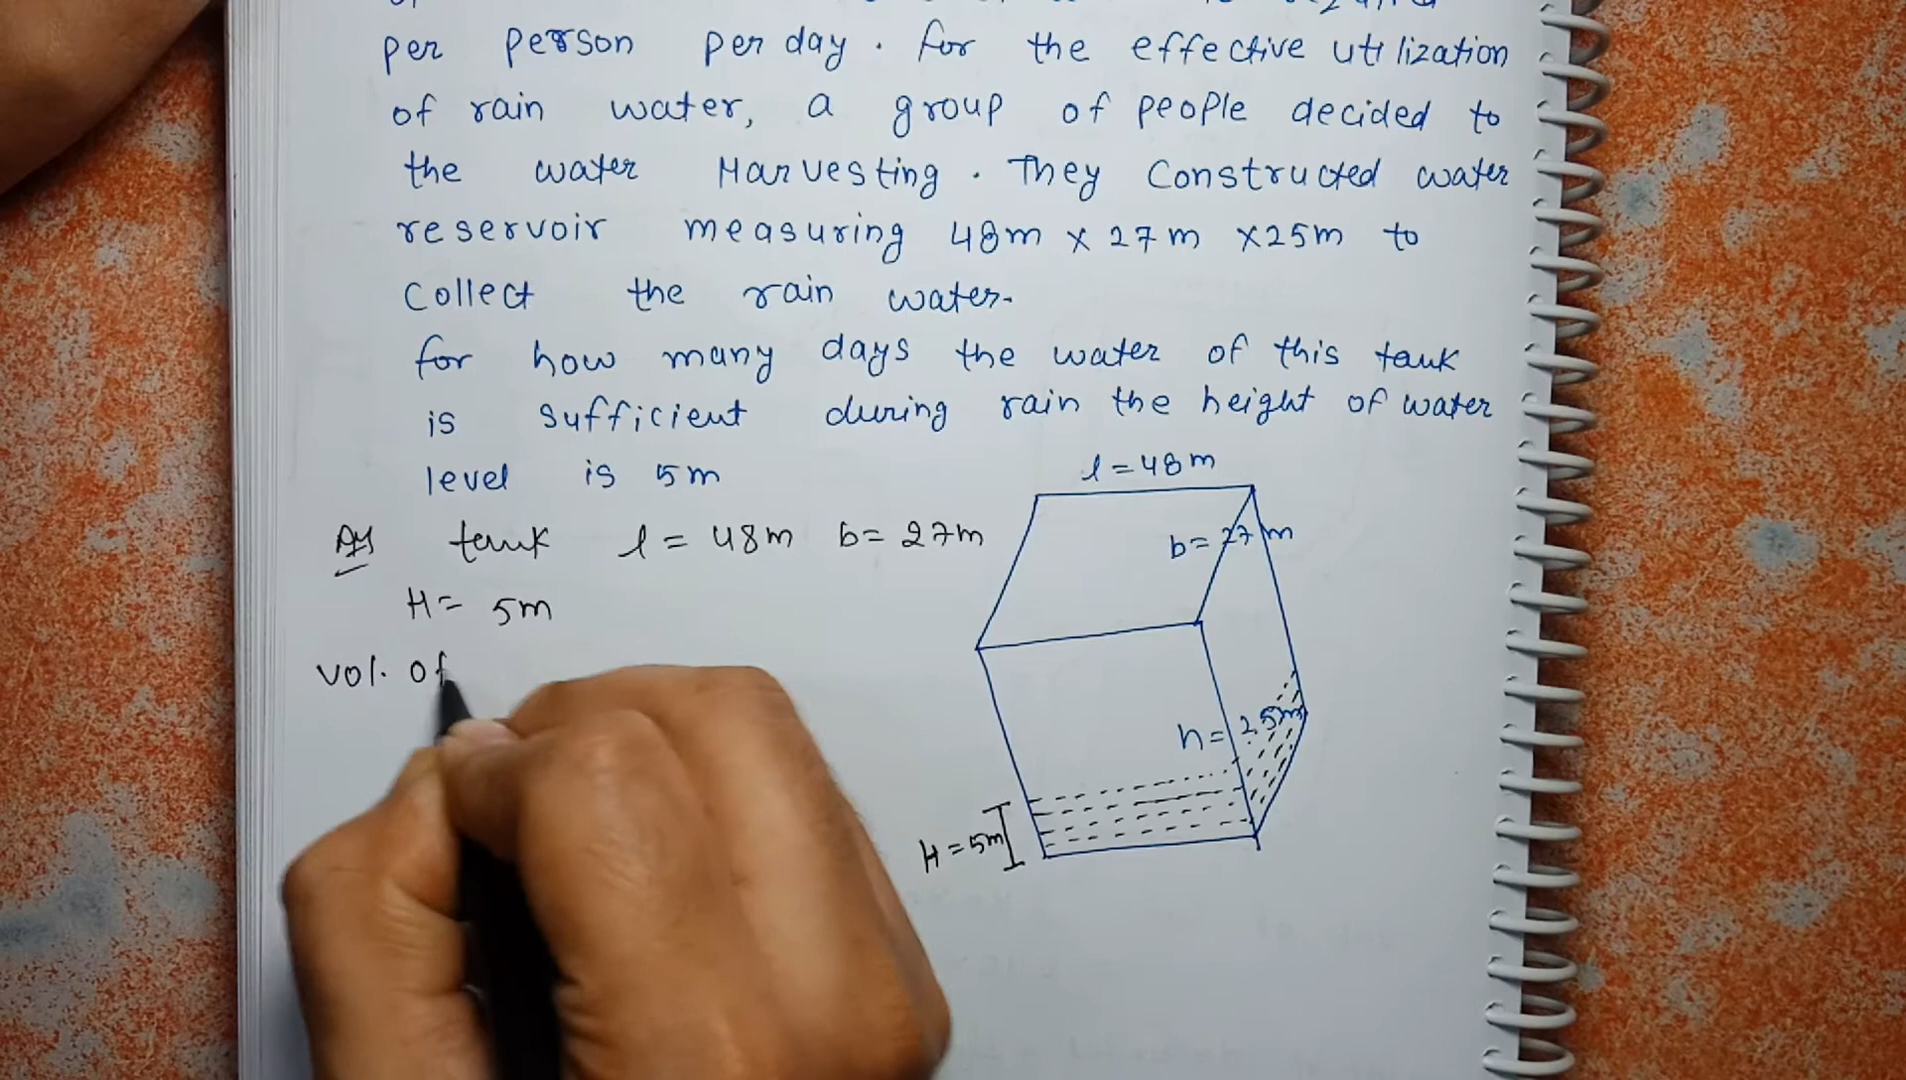 per person per day. for the effective utilization
of rain water, a group of people decided to
the water Harvesting. They constructed water
reservoir measuring 48m x 27m x25m to
Collect the rain water.
for how many days the water of this tank
is sufficient during rain the height of water
level is 5m
l=48m
Ans tank l = 48m b= 27m
b= 27m
H= 5m
vol. of
h= 25m
H=5m